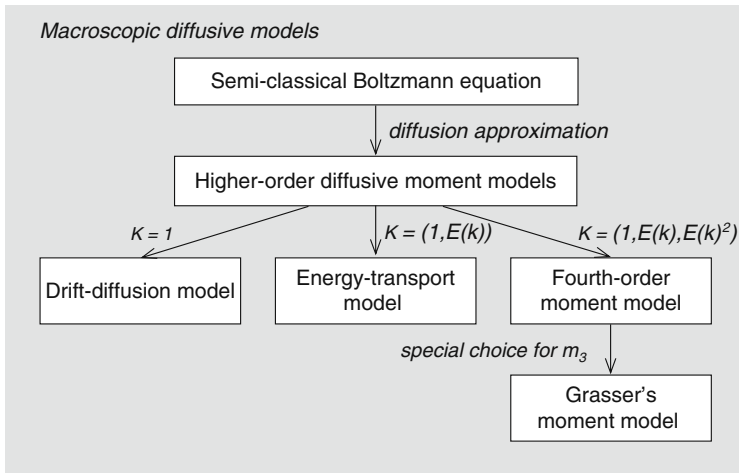 Macroscopic diffusive models
Semi-classical Boltzmann equation
diffusion approximation
Higher-order diffusive moment models
κ = 1
κ = (1,E(k))
κ = (1,E(k),E(k)²)
Drift-diffusion model
Energy-transport
model
Fourth-order
moment model
special choice for m₃
Grasser's
moment model